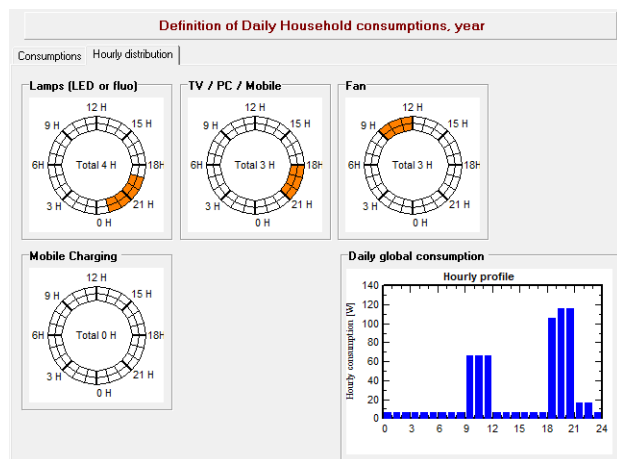 Definition of Daily Household consumptions, year
Consumptions Hourly distribution
Lamps (LED or fluo)
12 H
9 H 15 H
6H Total 4 H 18H
3 H 21 H
0 H
TV / PC / Mobile
12 H
9 H 15 H
6H Total 3 H 18H
3 H 21 H
0 H
Fan
12 H
9 H 15 H
6H Total 3 H 18H
3 H 21 H
0 H
Mobile Charging
12 H
9 H 15 H
6H Total 0 H 18H
3 H 21 H
0 H
Daily global consumption
Hourly profile
Hourly consumption [W]
140
120
100
80
60
40
20
0
0 3 6 9 12 15 18 21 24